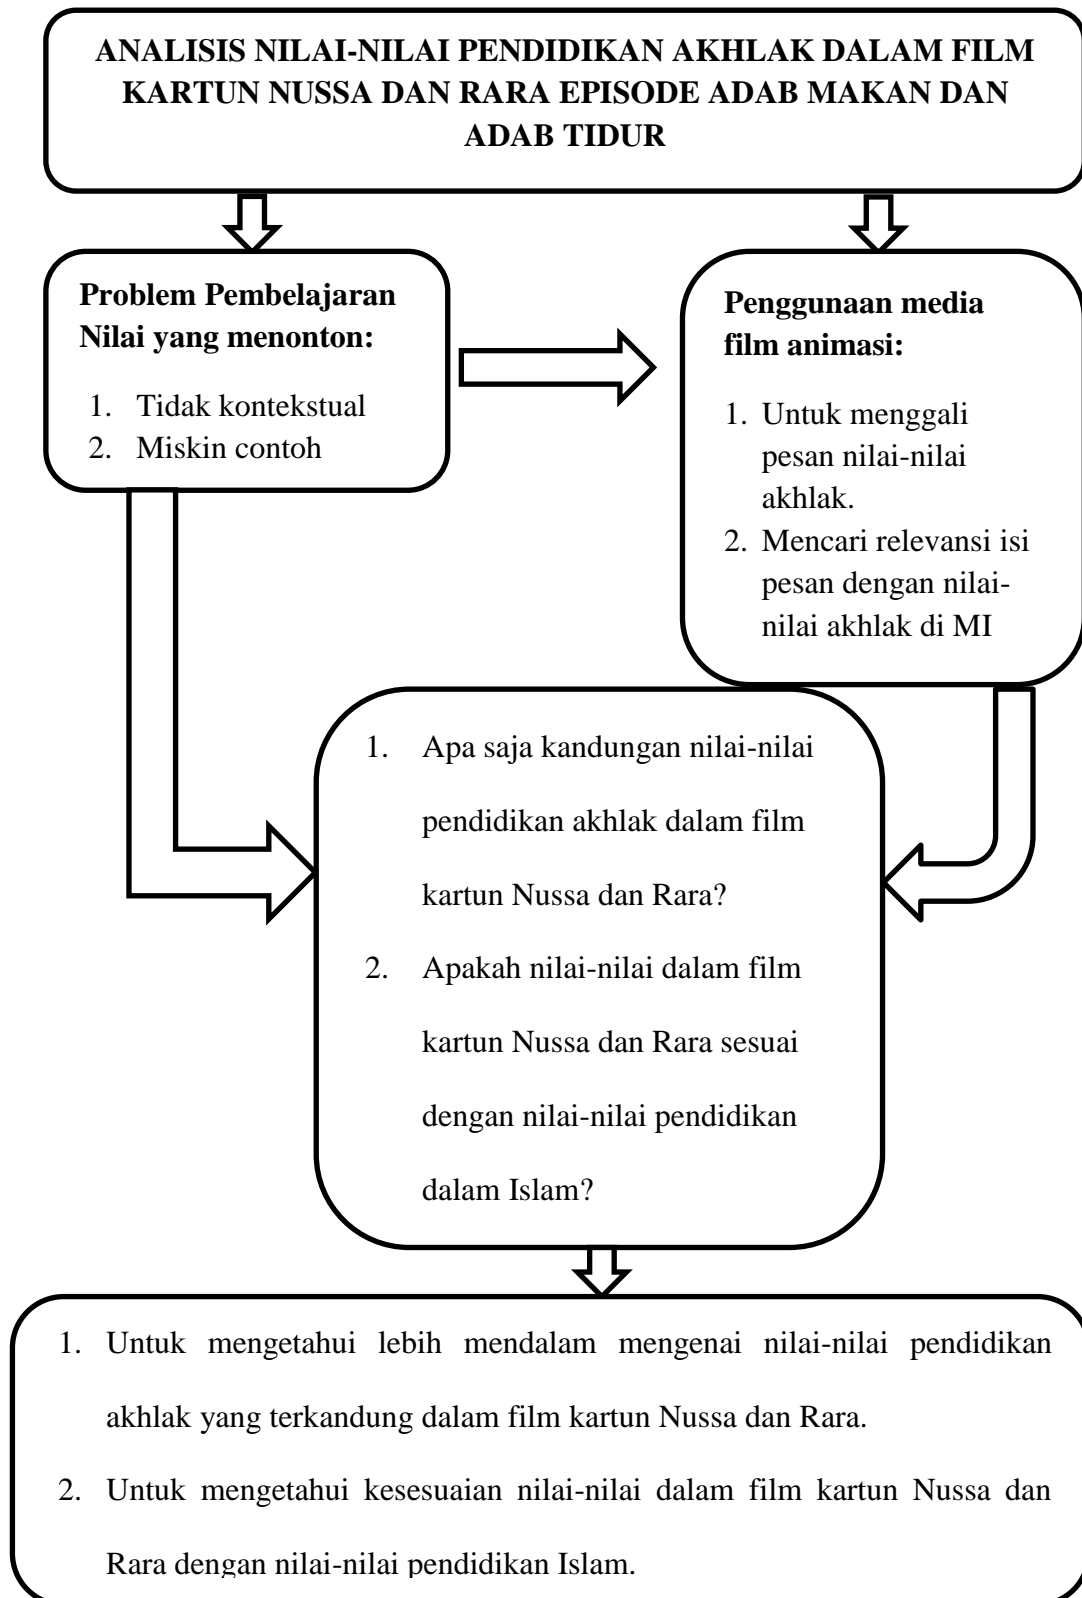 ANALISIS NILAI-NILAI PENDIDIKAN AKHLAK DALAM FILM
KARTUN NUSSA DAN RARA EPISODE ADAB MAKAN DAN
ADAB TIDUR
Problem Pembelajaran
Nilai yang menonton:
1. Tidak kontekstual
2. Miskin contoh
Penggunaan media
film animasi:
1. Untuk menggali
pesan nilai-nilai
akhlak.
2. Mencari relevansi isi
pesan dengan nilai-
nilai akhlak di MI
1. Apa saja kandungan nilai-nilai
pendidikan akhlak dalam film
kartun Nussa dan Rara?
2. Apakah nilai-nilai dalam film
kartun Nussa dan Rara sesuai
dengan nilai-nilai pendidikan
dalam Islam?
1. Untuk mengetahui lebih mendalam mengenai nilai-nilai pendidikan
akhlak yang terkandung dalam film kartun Nussa dan Rara.
2. Untuk mengetahui kesesuaian nilai-nilai dalam film kartun Nussa dan
Rara dengan nilai-nilai pendidikan Islam.